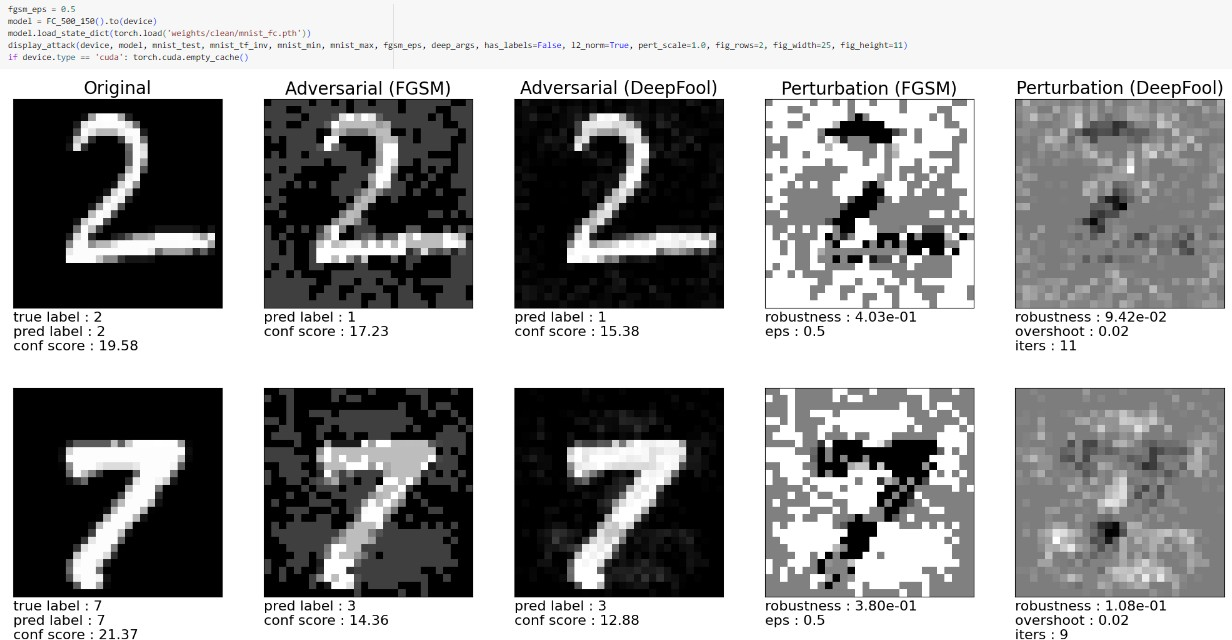 fgsm_eps = 0.5
model = FC_500_150().to(device)
model.load_state_dict(torch.load('weights/clean/mnist_fc.pth'))
display_attack(device, model, mnist_test, mnist_tf_inv, mnist_min, mnist_max, fgsm_eps, deep_args, has_labels=False, l2_norm=True, pert_scale=1.0, fig_rows=2, fig_width=25, fig_height=11)
if device.type == 'cuda': torch.cuda.empty_cache()
Original Adversarial (FGSM) Adversarial (DeepFool) Perturbation (FGSM) Perturbation (DeepFool)
true label : 2
pred label : 2
conf score : 19.58
pred label : 1
conf score : 17.23
pred label : 1
conf score : 15.38
robustness : 4.03e-01
eps : 0.5
robustness : 9.42e-02
overshoot : 0.02
iters : 11
true label : 7
pred label : 7
conf score : 21.37
pred label : 3
conf score : 14.36
pred label : 3
conf score : 12.88
robustness : 3.80e-01
eps : 0.5
robustness : 1.08e-01
overshoot : 0.02
iters : 9